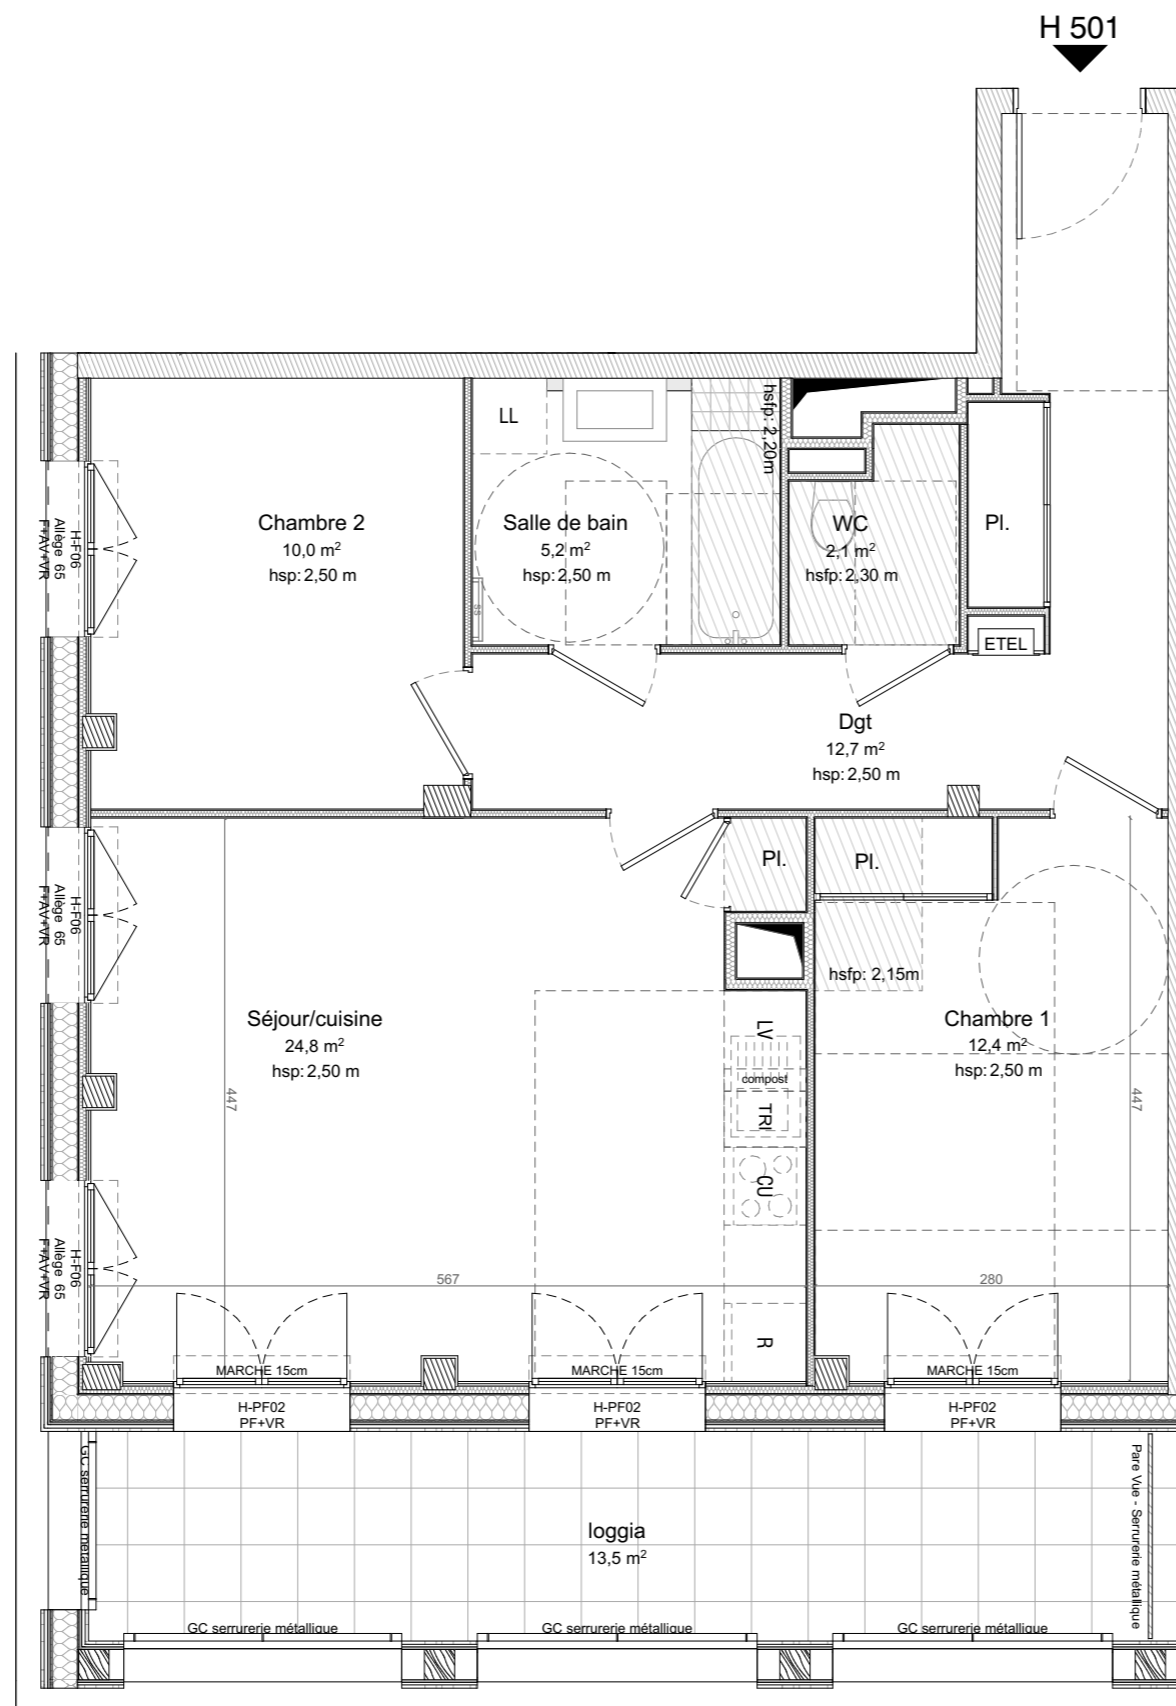 H 501
LL
hsfp: 2,20m
Chambre 2
10,0 m²
hsp: 2,50 m
Salle de bain
5,2 m²
hsp: 2,50 m
WC
2,1 m²
hsfp: 2,30 m
Pl.
H-F06
Allège 65
F+AV+VR
SS
ETEL
Dgt
12,7 m²
hsp: 2,50 m
Pl.
Pl.
H-F06
Allège 65
F+AV+VR
hsfp: 2,15m
Séjour/cuisine
24,8 m²
hsp: 2,50 m
LV
compost
TRI
CU
R
Chambre 1
12,4 m²
hsp: 2,50 m
447
447
H-F06
Allège 65
F+AV+VR
567
280
MARCHE 15cm
MARCHE 15cm
MARCHE 15cm
H-PF02
PF+VR
H-PF02
PF+VR
H-PF02
PF+VR
GC serrurerie métallique
loggia
13,5 m²
Pare Vue - Serrurerie métallique
GC serrurerie métallique
GC serrurerie métallique
GC serrurerie métallique